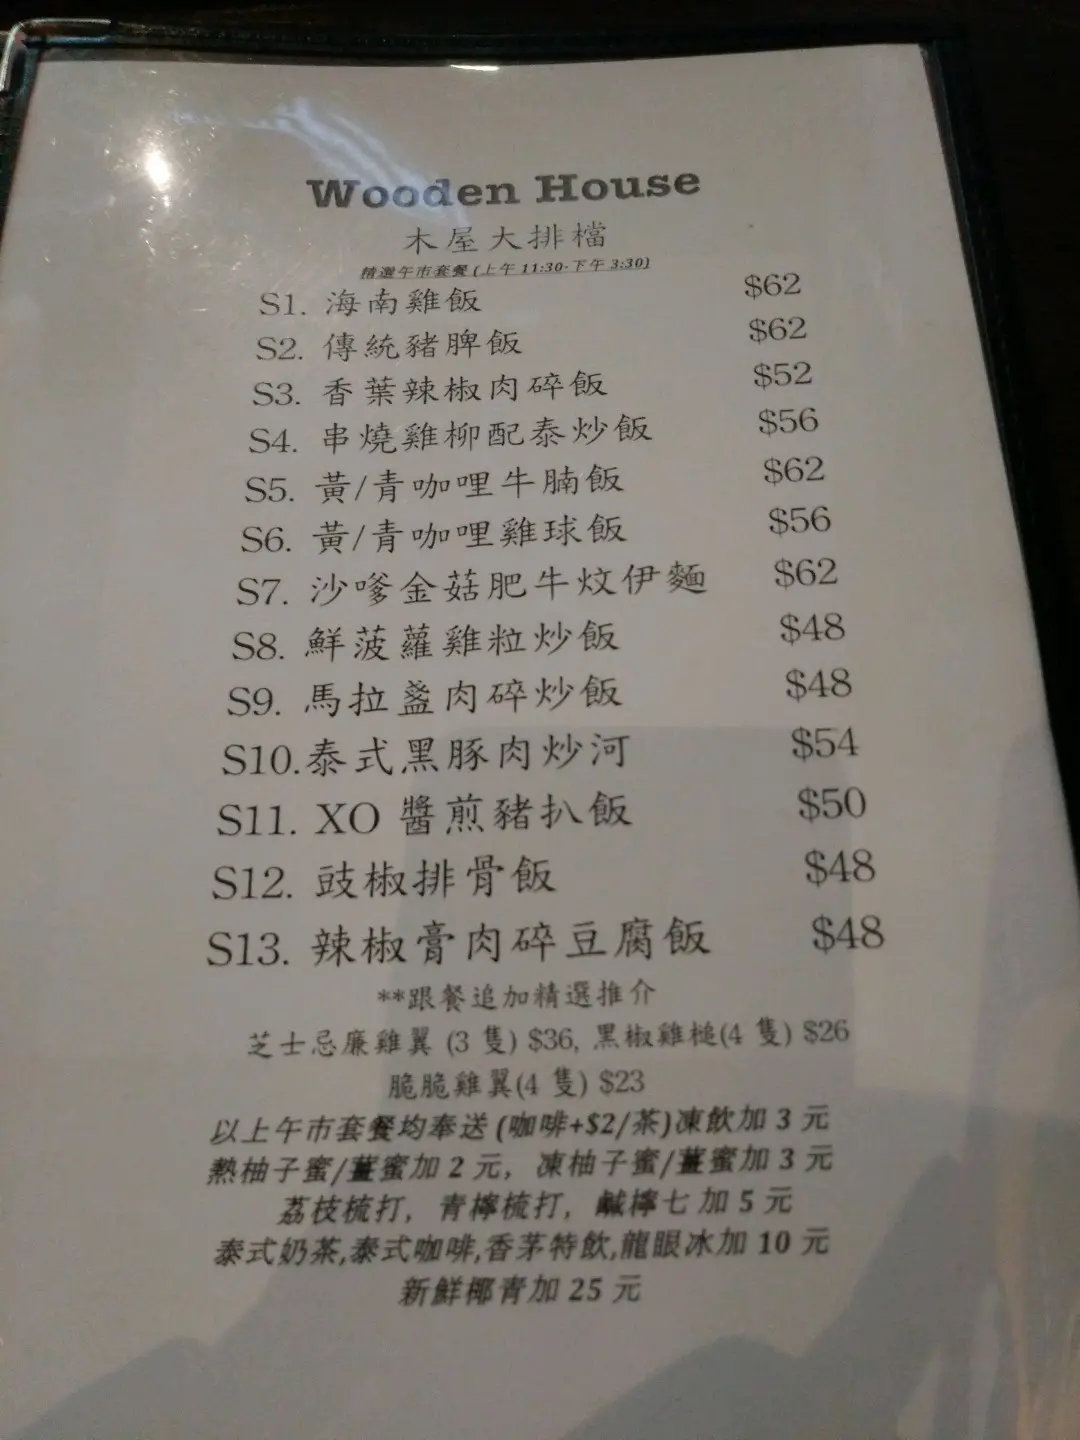 Wooden House
木屋大排檔
精選午市套餐 (上午 11:30-下午 3:30)
S1. 海南雞飯 $62
S2. 傳統豬脾飯 $62
S3. 香葉辣椒肉碎飯 $52
S4. 串燒雞柳配泰炒飯 $56
S5. 黃/青咖哩牛腩飯 $62
S6. 黃/青咖哩雞球飯 $56
S7. 沙嗲金菇肥牛炆伊麵 $62
S8. 鮮菠蘿雞粒炒飯 $48
S9. 馬拉盞肉碎炒飯 $48
S10.泰式黑豚肉炒河 $54
S11. XO 醬煎豬扒飯 $50
S12. 豉椒排骨飯 $48
S13. 辣椒膏肉碎豆腐飯 $48
**跟餐追加精選推介
芝士忌廉雞翼 (3 隻) $36, 黑椒雞槌(4 隻) $26
脆脆雞翼(4 隻) $23
以上午市套餐均奉送 (咖啡+$2/茶)凍飲加 3 元
熱柚子蜜/薑蜜加 2 元, 凍柚子蜜/薑蜜加 3 元
荔枝梳打, 青檸梳打, 鹹檸七 加 5 元
泰式奶茶,泰式咖啡,香茅特飲,龍眼冰加 10 元
新鮮椰青加 25 元